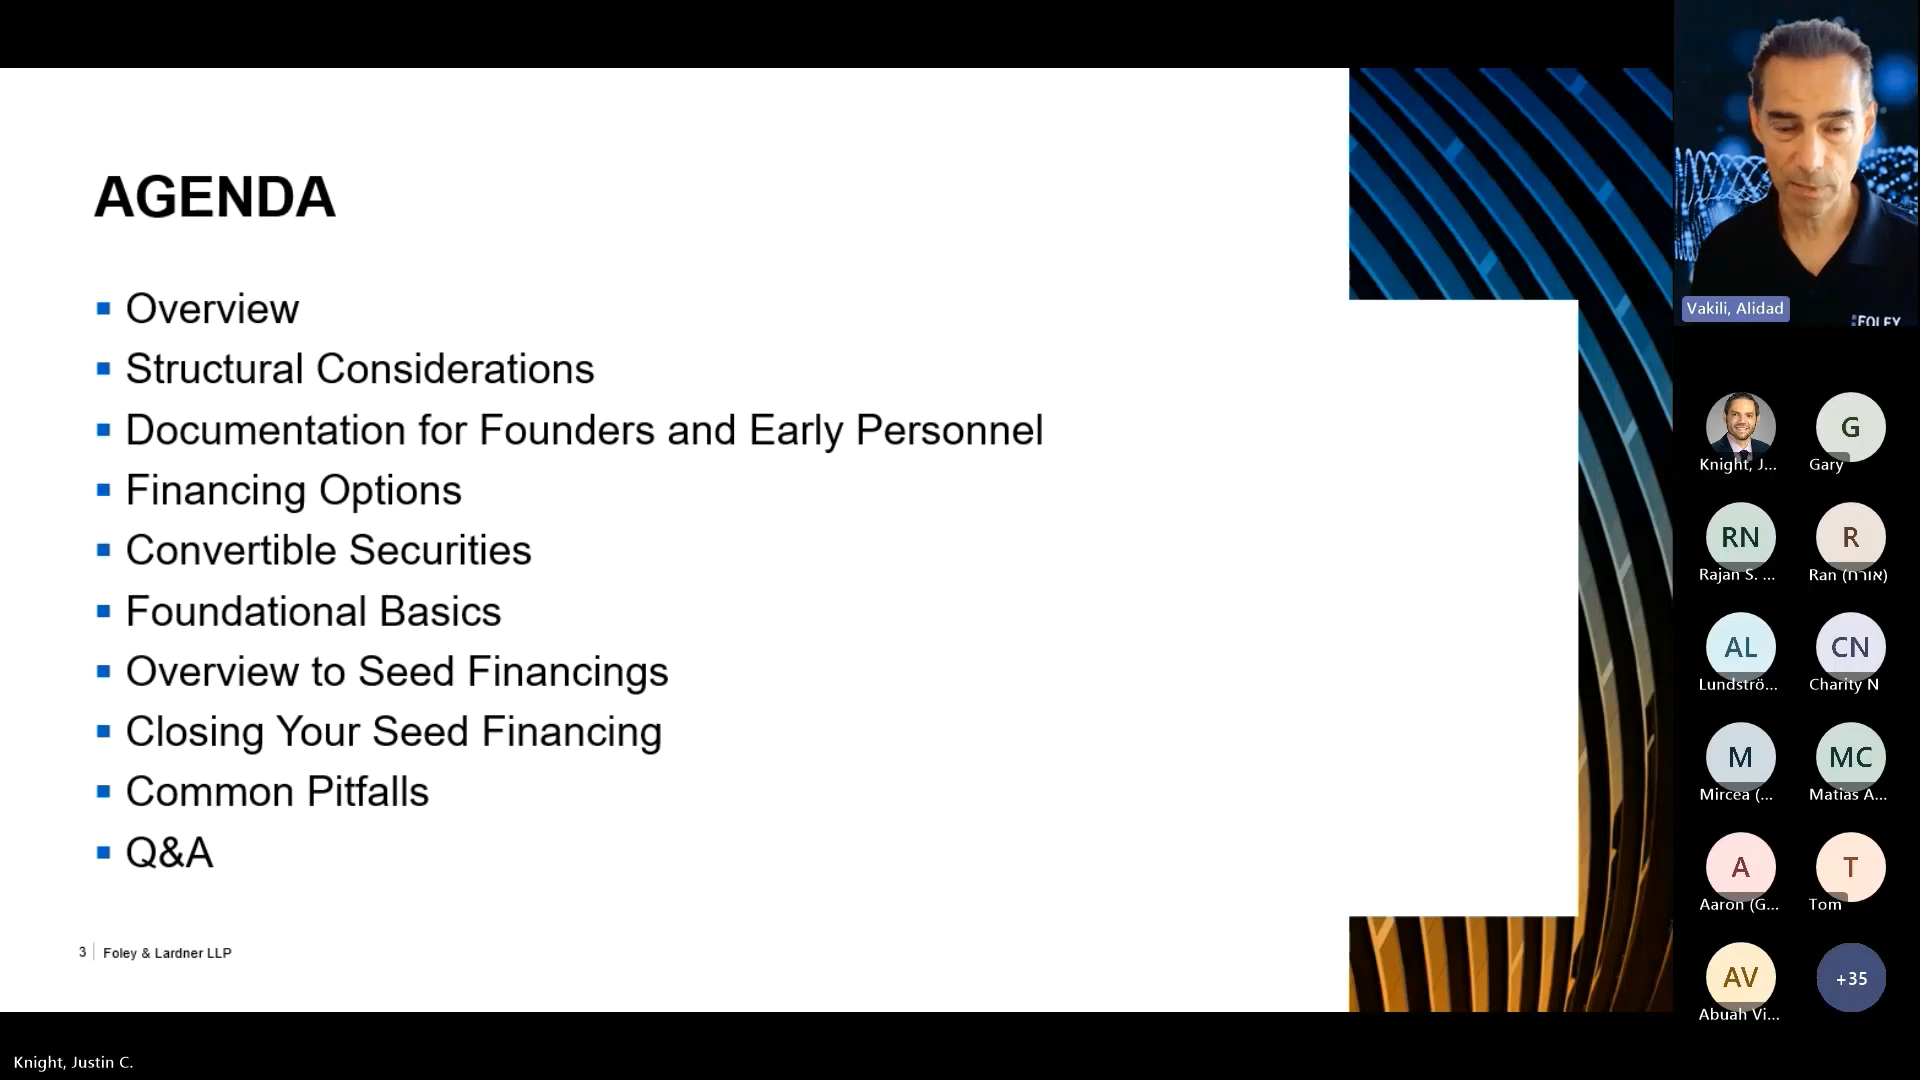 AGENDA
Overview
Structural Considerations
Documentation for Founders and Early Personnel
Financing Options
Convertible Securities
Foundational Basics
Overview to Seed Financings
Closing Your Seed Financing
Common Pitfalls
Q&A
3 Foley & Lardner LLP
Vakili, Alidad
FOLEY
Knight, J...
G
Gary
RN
Rajan S. ...
R
Ran (אורח)
AL
Lundströ...
CN
Charity N
M
Mircea (...
MC
Matias A...
A
Aaron (G...
T
Tom
AV
Abuah Vi...
+35
Knight, Justin C.